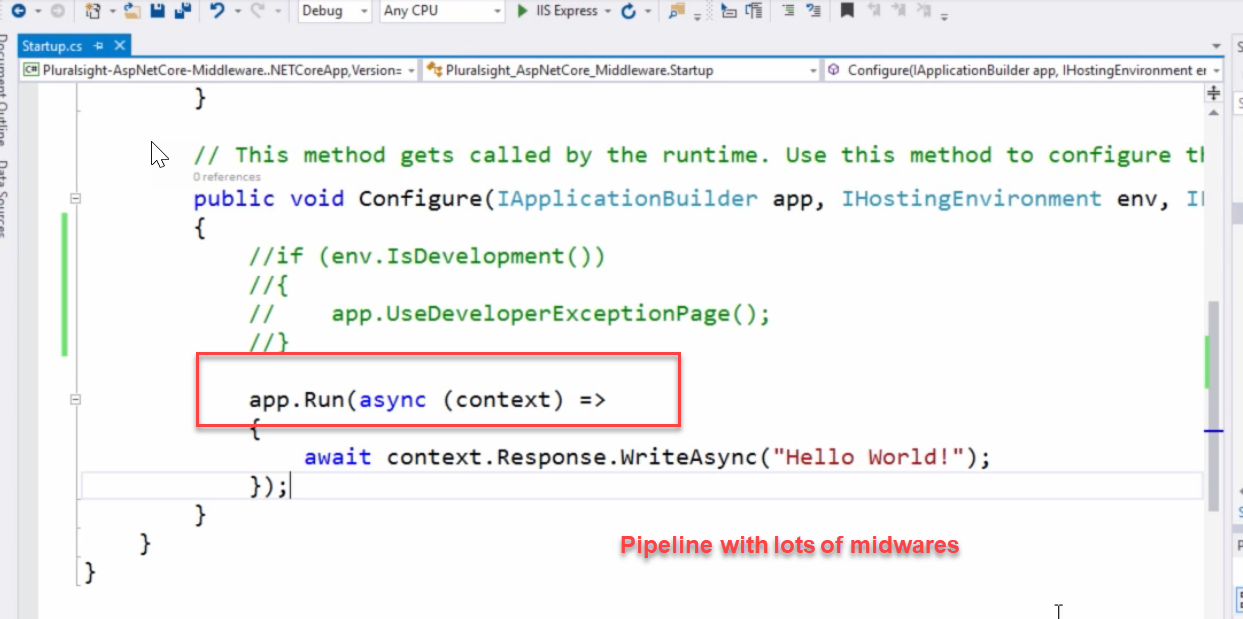 Debug
Any CPU
IIS Express
Startup.cs
Pluralsight-AspNetCore-Middleware..NETCoreApp,Version=
Pluralsight_AspNetCore_Middleware.Startup
Configure(IApplicationBuilder app, IHostingEnvironment er
Document Outline
Data Sources
}
// This method gets called by the runtime. Use this method to configure th
0 references
public void Configure(IApplicationBuilder app, IHostingEnvironment env, IL
{
//if (env.IsDevelopment())
//{
//    app.UseDeveloperExceptionPage();
//}
app.Run(async (context) =>
{
await context.Response.WriteAsync("Hello World!");
});
}
}
}
Pipeline with lots of midwares